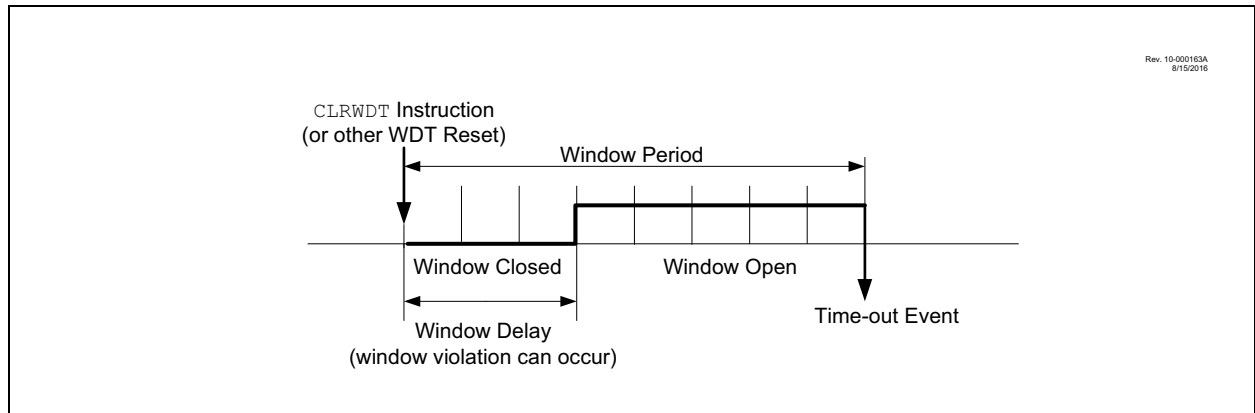 Rev. 10-000163A
8/15/2016
CLRWDT Instruction
(or other WDT Reset)
Window Period
Window Closed
Window Open
Window Delay
(window violation can occur)
Time-out Event